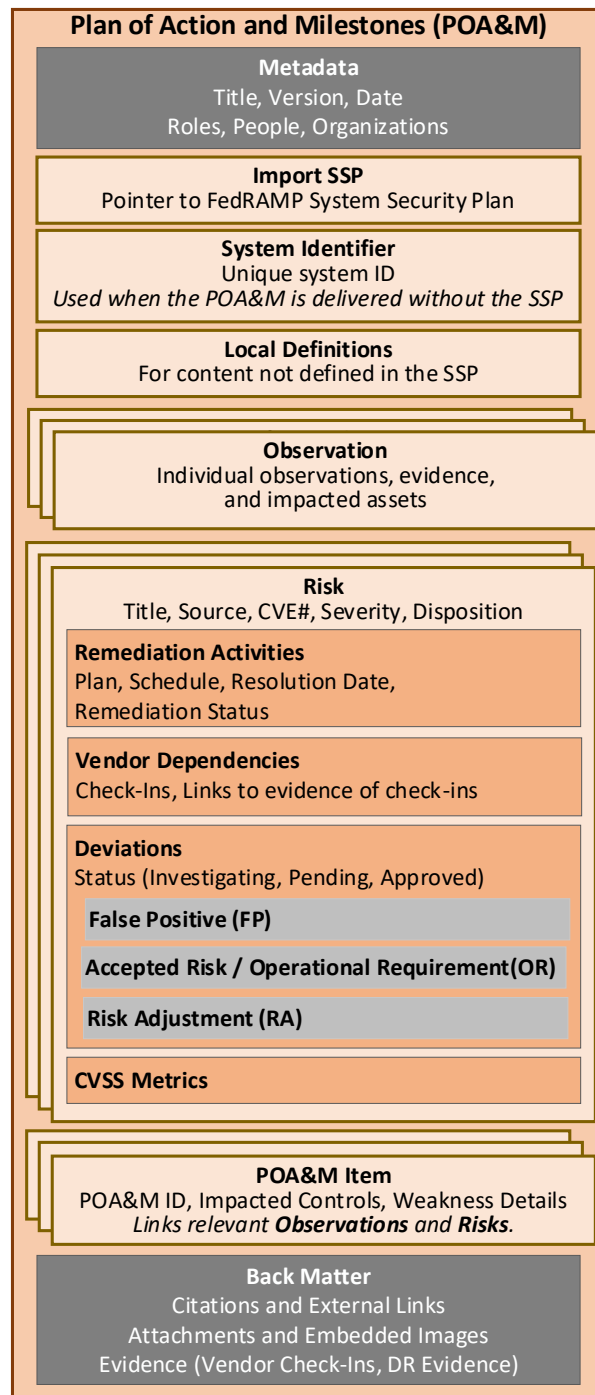 Plan of Action and Milestones (POA&M)
Metadata
Title, Version, Date
Roles, People, Organizations
Import SSP
Pointer to FedRAMP System Security Plan
System Identifier
Unique system ID
Used when the POA&M is delivered without the SSP
Local Definitions
For content not defined in the SSP
Observation
Individual observations, evidence,
and impacted assets
Risk
Title, Source, CVE#, Severity, Disposition
Remediation Activities
Plan, Schedule, Resolution Date,
Remediation Status
Vendor Dependencies
Check-Ins, Links to evidence of check-ins
Deviations
Status (Investigating, Pending, Approved)
False Positive (FP)
Accepted Risk / Operational Requirement(OR)
Risk Adjustment (RA)
CVSS Metrics
POA&M Item
POA&M ID, Impacted Controls, Weakness Details
Links relevant Observations and Risks.
Back Matter
Citations and External Links
Attachments and Embedded Images
Evidence (Vendor Check-Ins, DR Evidence)